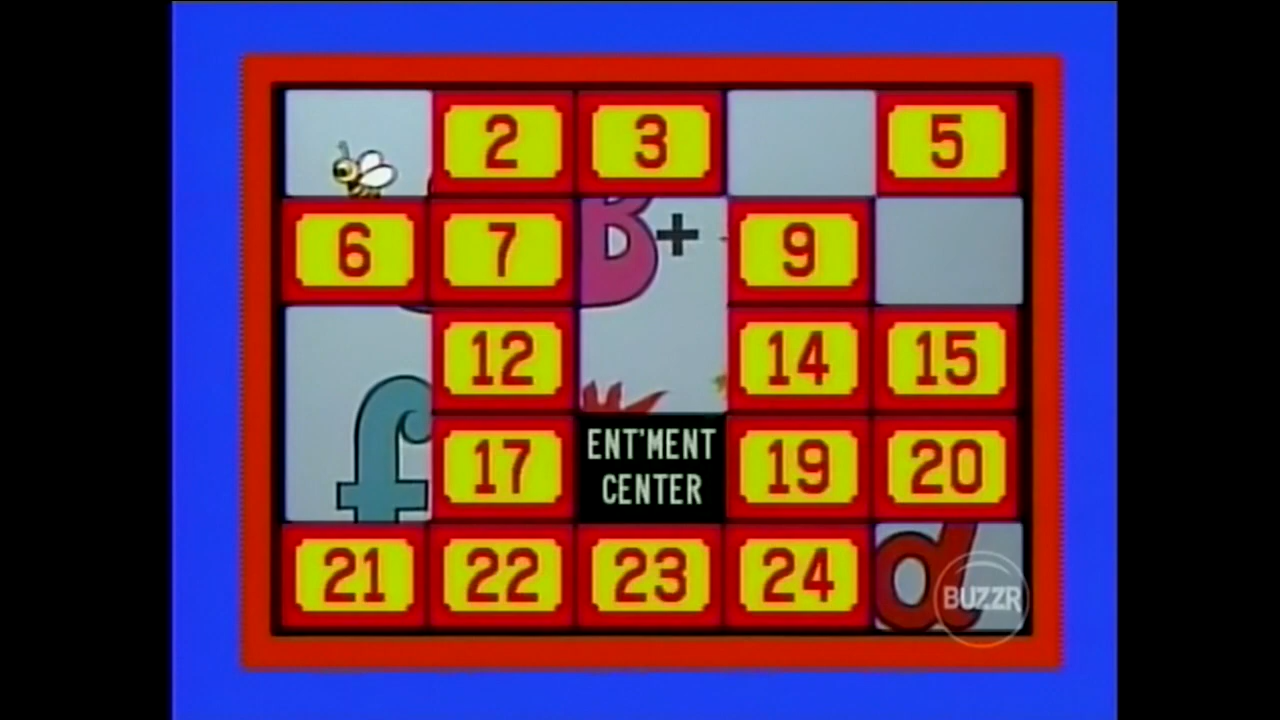 2 3 5
6 7 B+ 9
12 14 15
f 17 ENT'MENT
CENTER 19 20
21 22 23 24 d
BUZZR